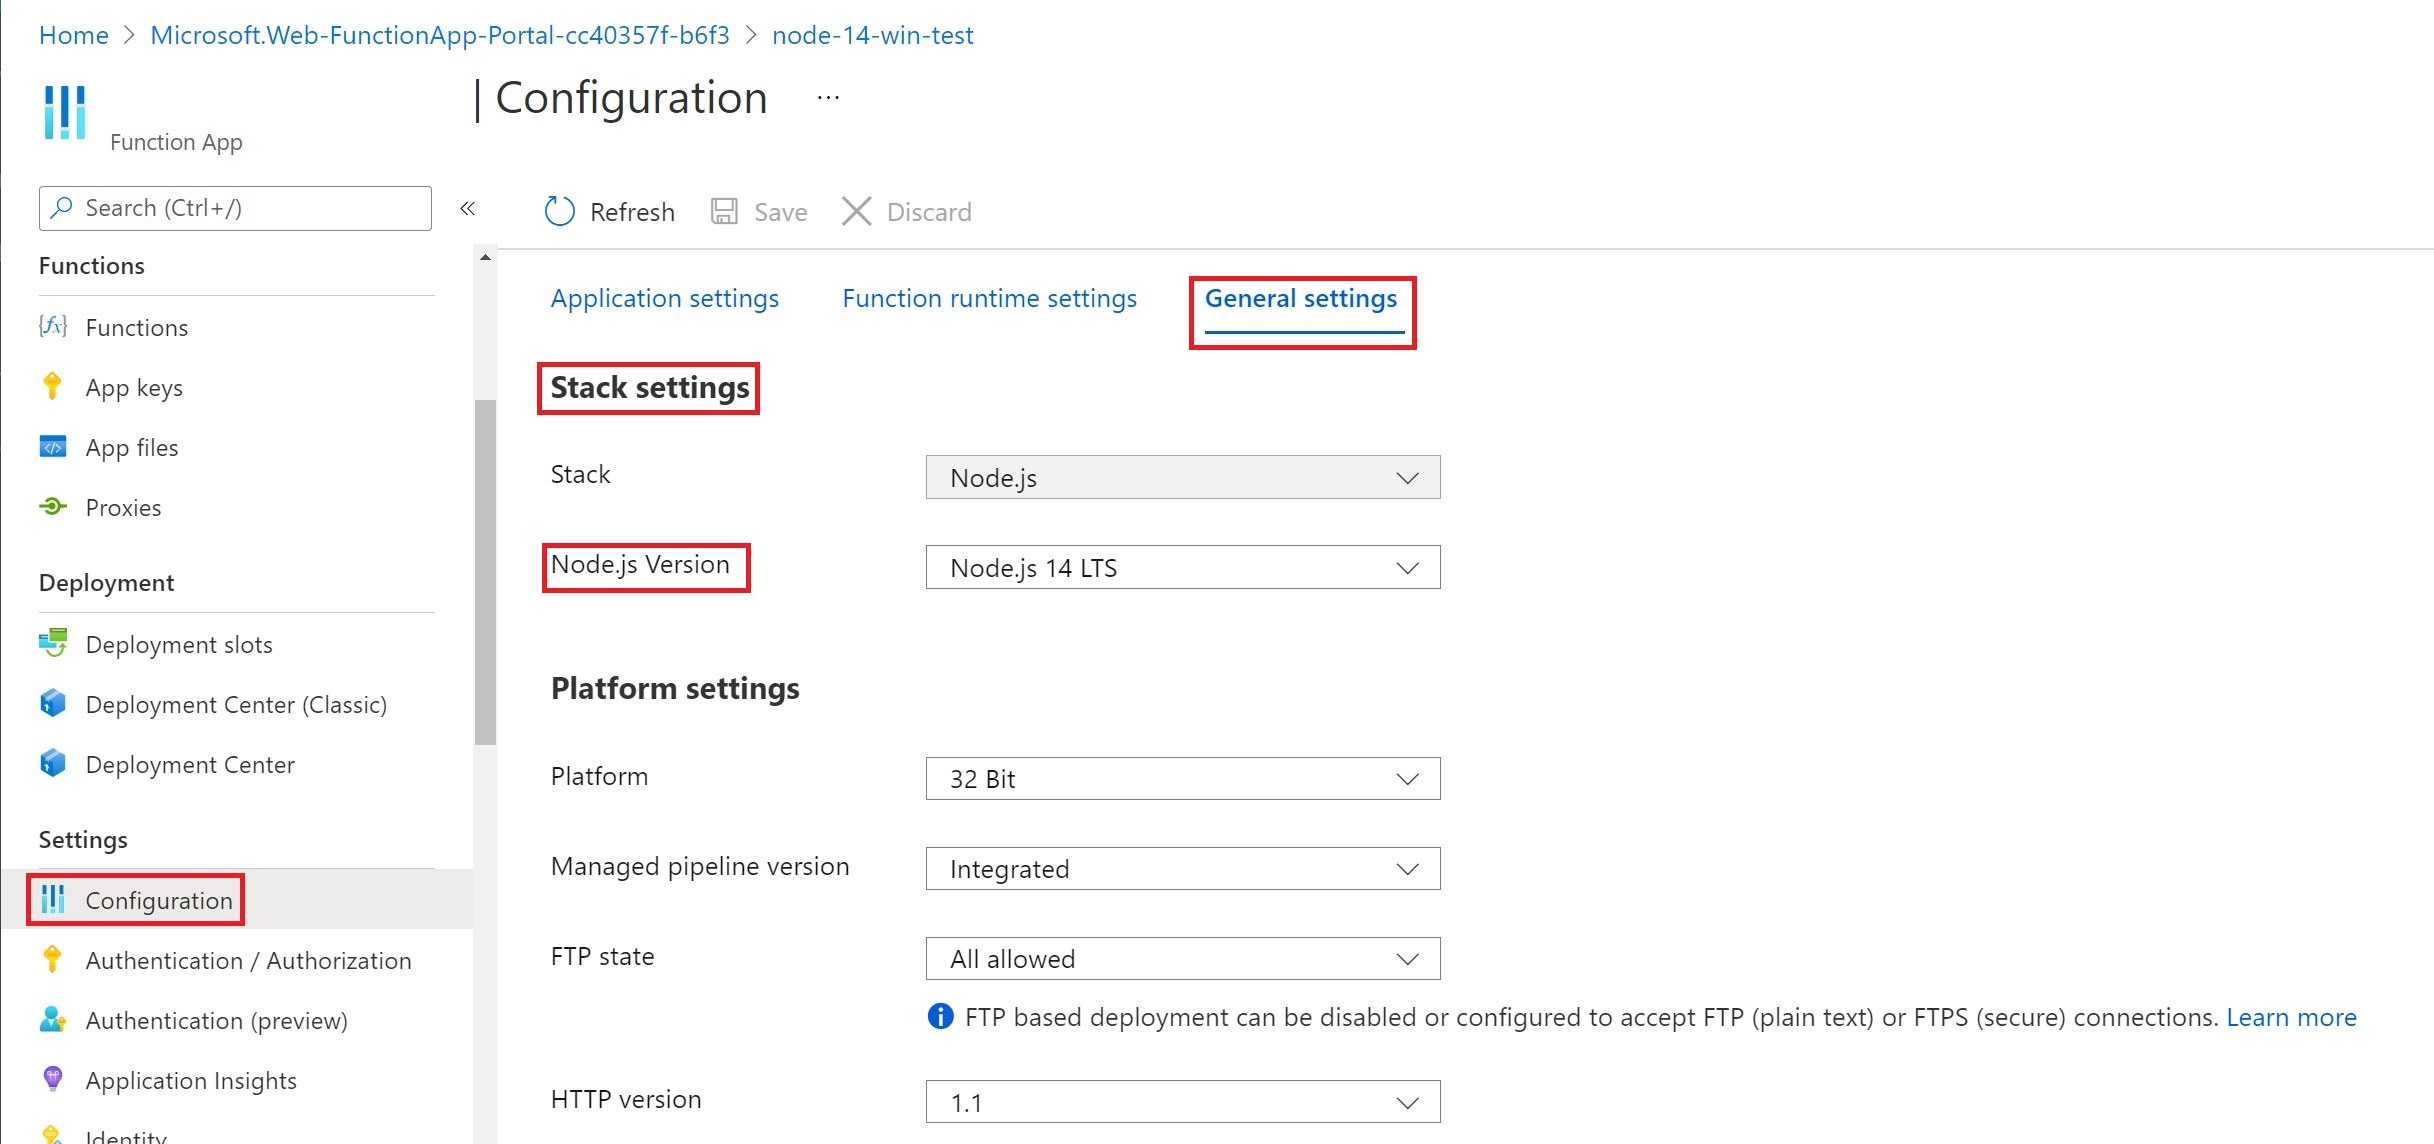 Home > Microsoft.Web-FunctionApp-Portal-cc40357f-b6f3 > node-14-win-test
| Configuration ...
Function App
Search (Ctrl+/)
«
Refresh Save Discard
Functions
Functions
App keys
App files
Proxies
Deployment
Deployment slots
Deployment Center (Classic)
Deployment Center
Settings
Configuration
Authentication / Authorization
Authentication (preview)
Application Insights
Identity
Application settings Function runtime settings General settings
Stack settings
Stack Node.js
Node.js Version Node.js 14 LTS
Platform settings
Platform 32 Bit
Managed pipeline version Integrated
FTP state All allowed
FTP based deployment can be disabled or configured to accept FTP (plain text) or FTPS (secure) connections. Learn more
HTTP version 1.1